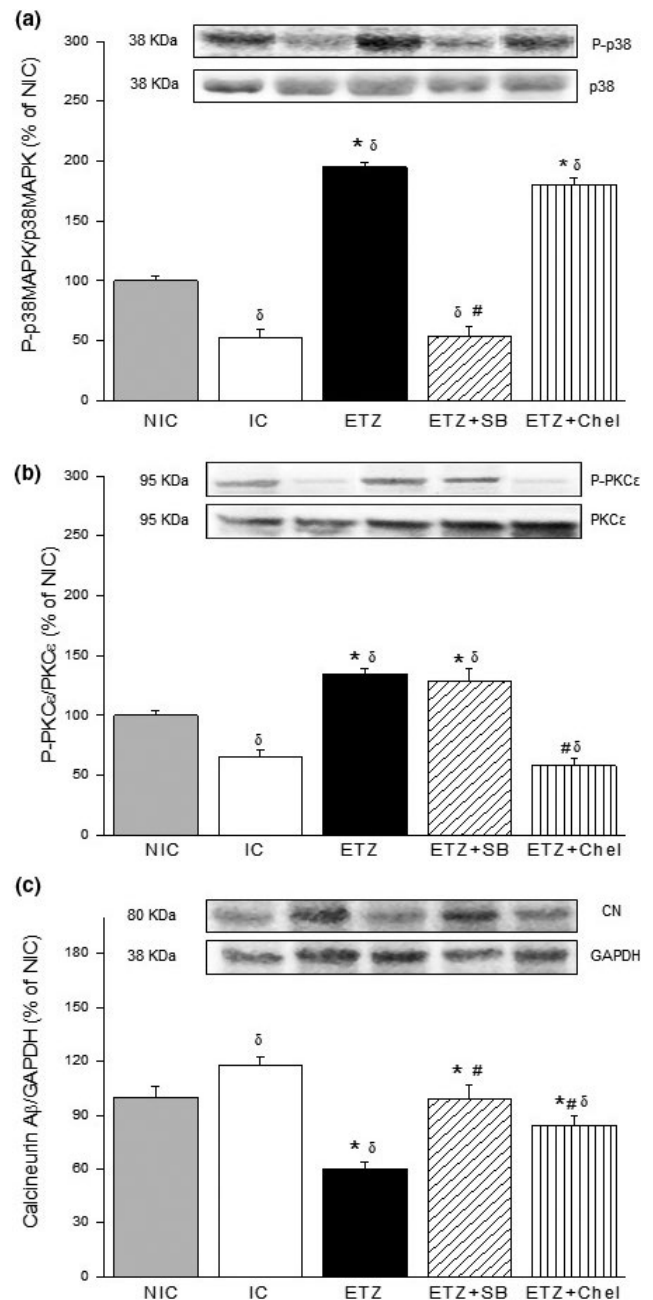 (a)
P-p38MAPK/p38MAPK (% of NIC)
300
250
200
150
100
50
0
38 KDa
P-p38
38 KDa
p38
δ
* δ
δ #
* δ
NIC IC ETZ ETZ+SB ETZ+Chel
(b)
P-PKCε/PKCε (% of NIC)
300
250
150
100
50
0
95 KDa
P-PKCε
95 KDa
PKCε
δ
* δ
* δ
#δ
NIC IC ETZ ETZ+SB ETZ+Chel
(c)
Calcineurin Aβ/GAPDH (% of NIC)
180
150
120
90
60
30
0
80 KDa
CN
38 KDa
GAPDH
δ
* δ
* #
*#δ
NIC IC ETZ ETZ+SB ETZ+Chel